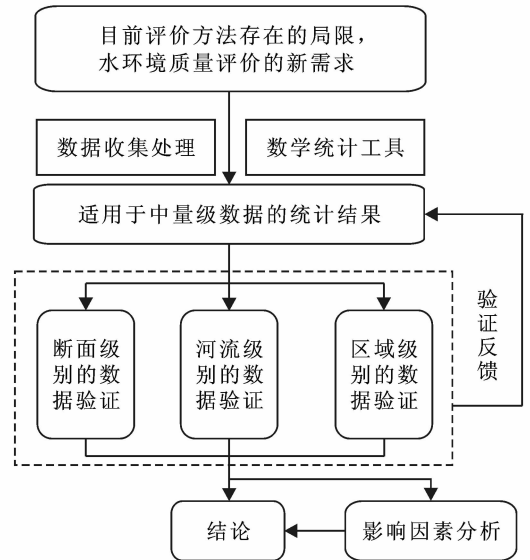 目前评价方法存在的局限，
水环境质量评价的新需求
数据收集处理
数学统计工具
适用于中量级数据的统计结果
断面级
别的数
据验证
河流级
别的数
据验证
区域级
别的数
据验证
验证反馈
结论
影响因素分析